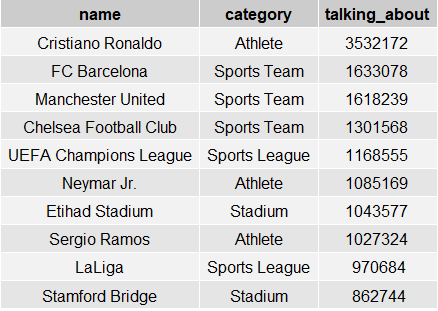 name category talking_about
Cristiano Ronaldo Athlete 3532172
FC Barcelona Sports Team 1633078
Manchester United Sports Team 1618239
Chelsea Football Club Sports Team 1301568
UEFA Champions League Sports League 1168555
Neymar Jr. Athlete 1085169
Etihad Stadium Stadium 1043577
Sergio Ramos Athlete 1027324
LaLiga Sports League 970684
Stamford Bridge Stadium 862744